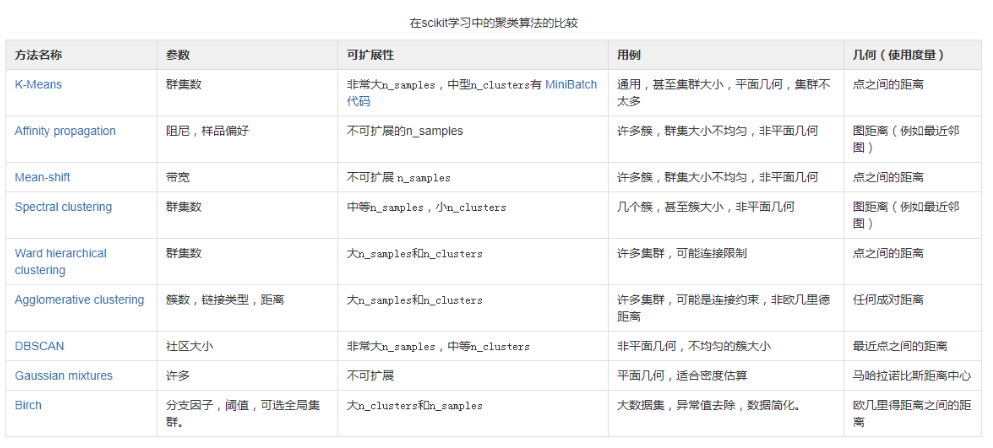 在scikit学习中的聚类算法的比较
方法名称 参数 可扩展性 用例 几何（使用度量）
K-Means 群集数 非常大n_samples，中型n_clusters有 MiniBatch 通用，甚至集群大小，平面几何，集群不 点之间的距离
代码 太多
Affinity propagation 阻尼，样品偏好 不可扩展的n_samples 许多簇，群集大小不均匀，非平面几何 图距离（例如最近邻
图）
Mean-shift 带宽 不可扩展 n_samples 许多簇，群集大小不均匀，非平面几何 点之间的距离
Spectral clustering 群集数 中等n_samples，小n_clusters 几个簇，甚至簇大小，非平面几何 图距离（例如最近邻
图）
Ward hierarchical 群集数 大n_samples和n_clusters 许多集群，可能连接限制 点之间的距离
clustering
Agglomerative clustering 簇数，链接类型，距离 大n_samples和n_clusters 许多集群，可能是连接约束，非欧几里德 任何成对距离
距离
DBSCAN 社区大小 非常大n_samples，中等n_clusters 非平面几何，不均匀的簇大小 最近点之间的距离
Gaussian mixtures 许多 不可扩展 平面几何，适合密度估算 马哈拉诺比斯距离中心
Birch 分支因子，阈值，可选全局集 大n_clusters和n_samples 大数据集，异常值去除，数据简化。 欧几里得距离之间的距
群。 离